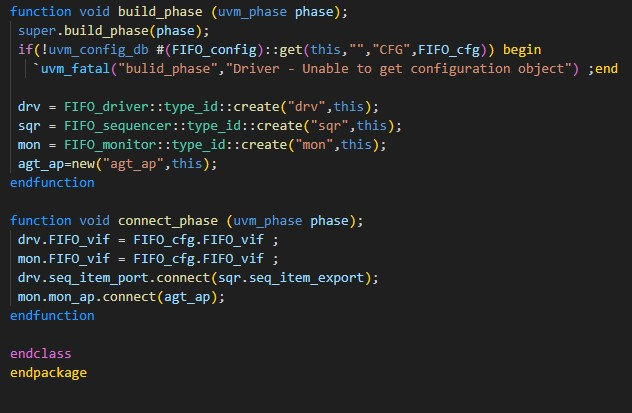 function void build_phase (uvm_phase phase);
super.build_phase(phase);
if(!uvm_config_db #(FIFO_config)::get(this,"","CFG",FIFO_cfg)) begin
`uvm_fatal("bulid_phase","Driver - Unable to get configuration object") ;end
drv = FIFO_driver::type_id::create("drv",this);
sqr = FIFO_sequencer::type_id::create("sqr",this);
mon = FIFO_monitor::type_id::create("mon",this);
agt_ap=new("agt_ap",this);
endfunction
function void connect_phase (uvm_phase phase);
drv.FIFO_vif = FIFO_cfg.FIFO_vif ;
mon.FIFO_vif = FIFO_cfg.FIFO_vif ;
drv.seq_item_port.connect(sqr.seq_item_export);
mon.mon_ap.connect(agt_ap);
endfunction
endclass
endpackage